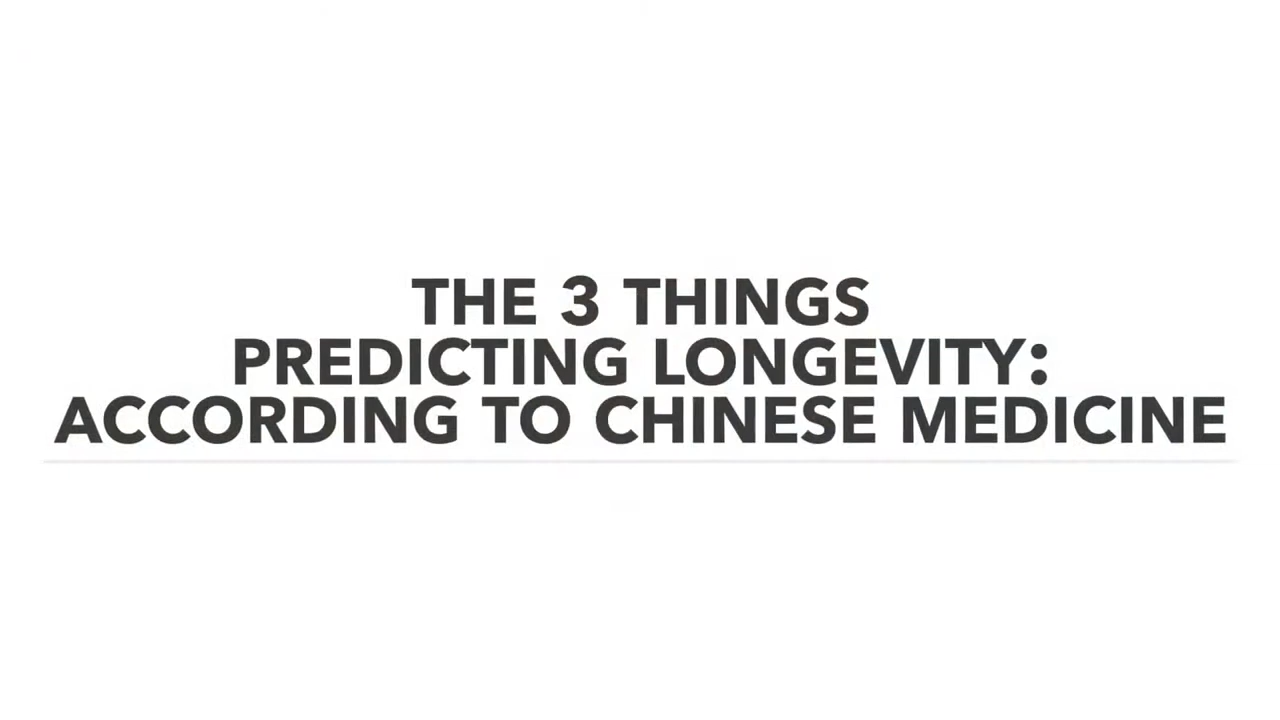 THE 3 THINGS
PREDICTING LONGEVITY:
ACCORDING TO CHINESE MEDICINE